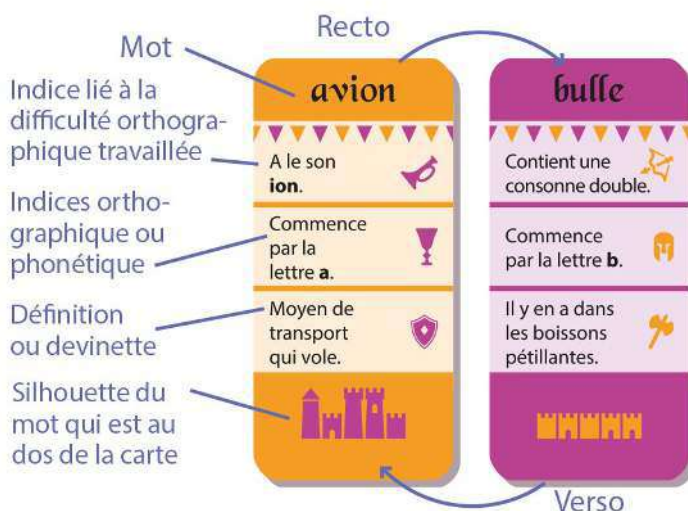 Recto
Mot
Indice lié à la
difficulté orthogra-
phique travaillée
Indices ortho-
graphique ou
phonétique
Définition
ou devinette
Silhouette du
mot qui est au
dos de la carte
avion
A le son
ion.
Commence
par la
lettre a.
Moyen de
transport
qui vole.
bulle
Contient une
consonne double.
Commence
par la lettre b.
Il y en a dans
les boissons
pétillantes.
Verso